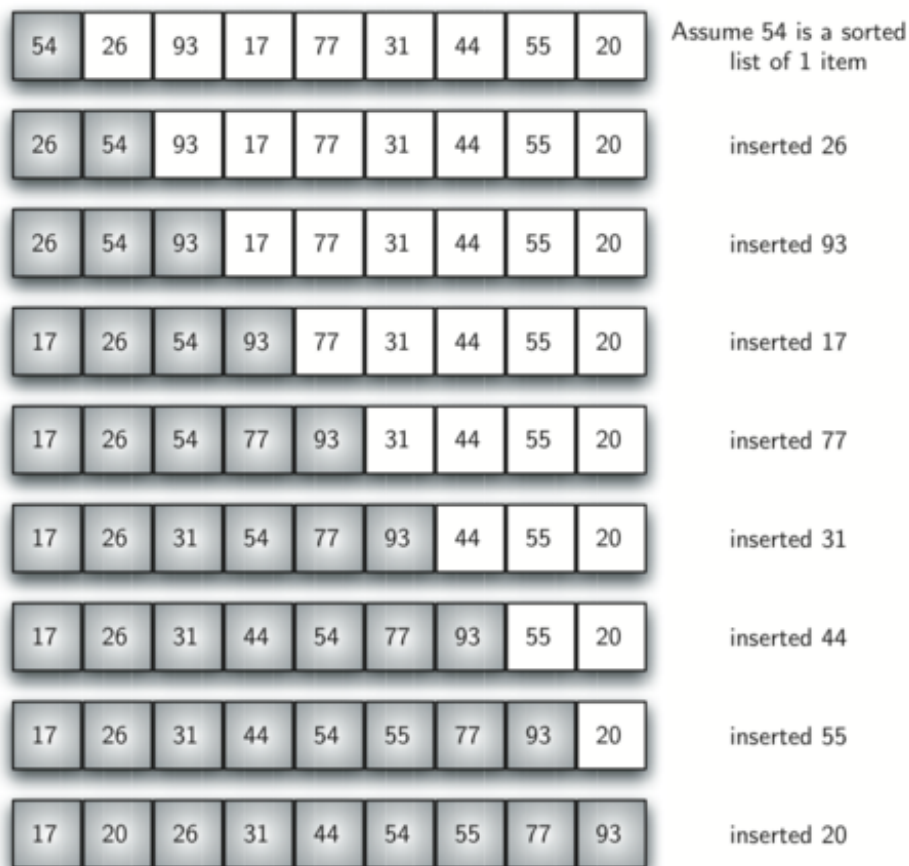 54 26 93 17 77 31 44 55 20 Assume 54 is a sorted
list of 1 item
26 54 93 17 77 31 44 55 20 inserted 26
26 54 93 17 77 31 44 55 20 inserted 93
17 26 54 93 77 31 44 55 20 inserted 17
17 26 54 77 93 31 44 55 20 inserted 77
17 26 31 54 77 93 44 55 20 inserted 31
17 26 31 44 54 77 93 55 20 inserted 44
17 26 31 44 54 55 77 93 20 inserted 55
17 20 26 31 44 54 55 77 93 inserted 20